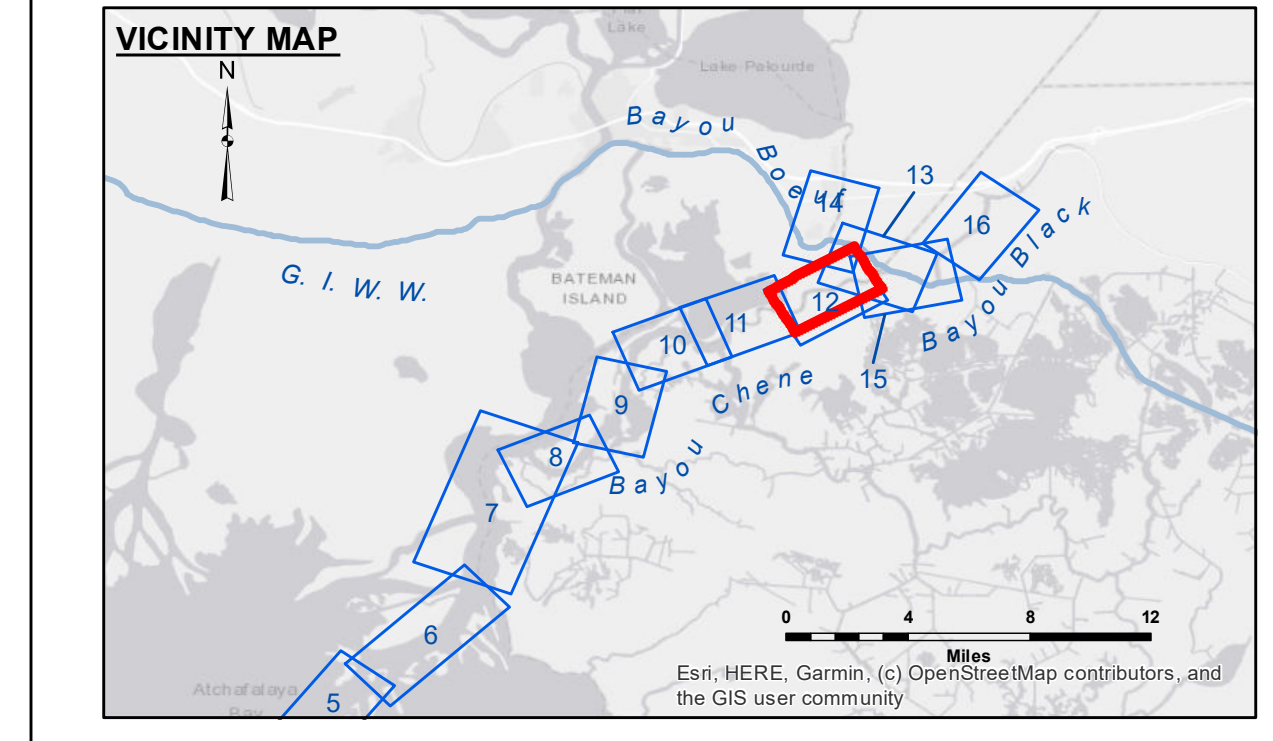 VICINITY MAP
N
Lake
Lake Palourde
Bayou Boeuf
13
14
16
Bayou Black
G. I. W. W.
BATEMAN
ISLAND
12
11
10
15
Bayou Chene
9
8
7
6
5
Atchafalaya
Bay
0 4 8 12
Miles
Esri, HERE, Garmin, (c) OpenStreetMap contributors, and
the GIS user community